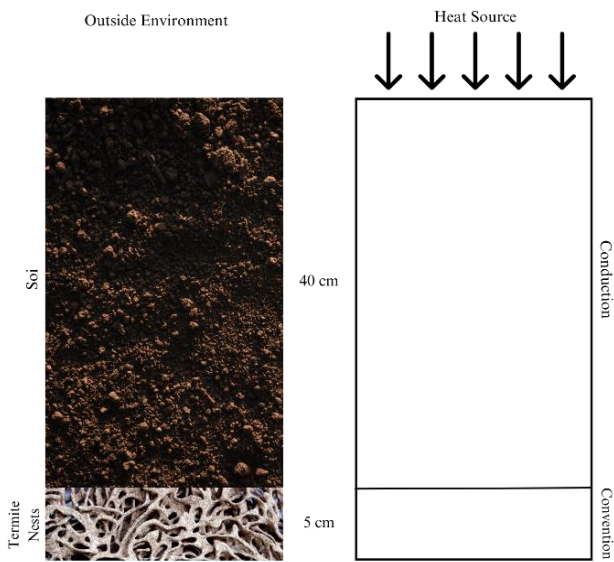 Outside Environment
Heat Source
Soi
40 cm
Conduction
Termite
Nests
5 cm
Convention